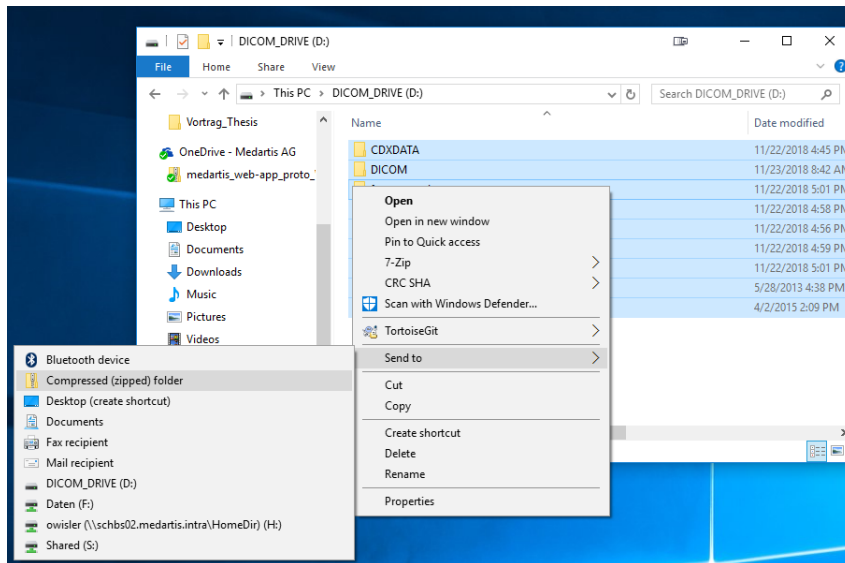 DICOM_DRIVE (D:)
File Home Share View
This PC > DICOM_DRIVE (D:)
Search DICOM_DRIVE (D:)
Vortrag_Thesis
OneDrive - Medartis AG
medartis_web-app_proto_
This PC
Desktop
Documents
Downloads
Music
Pictures
Videos
Name Date modified
CDXDATA 11/22/2018 4:45 PM
DICOM 11/23/2018 8:42 AM
11/22/2018 5:01 PM
11/22/2018 4:58 PM
11/22/2018 4:56 PM
11/22/2018 4:59 PM
11/22/2018 5:01 PM
5/28/2013 4:38 PM
4/2/2015 2:09 PM
Open
Open in new window
Pin to Quick access
7-Zip
CRC SHA
Scan with Windows Defender...
TortoiseGit
Send to
Cut
Copy
Create shortcut
Delete
Rename
Properties
Bluetooth device
Compressed (zipped) folder
Desktop (create shortcut)
Documents
Fax recipient
Mail recipient
DICOM_DRIVE (D:)
Daten (F:)
owisler (\\schbs02.medartis.intra\HomeDir) (H:)
Shared (S:)